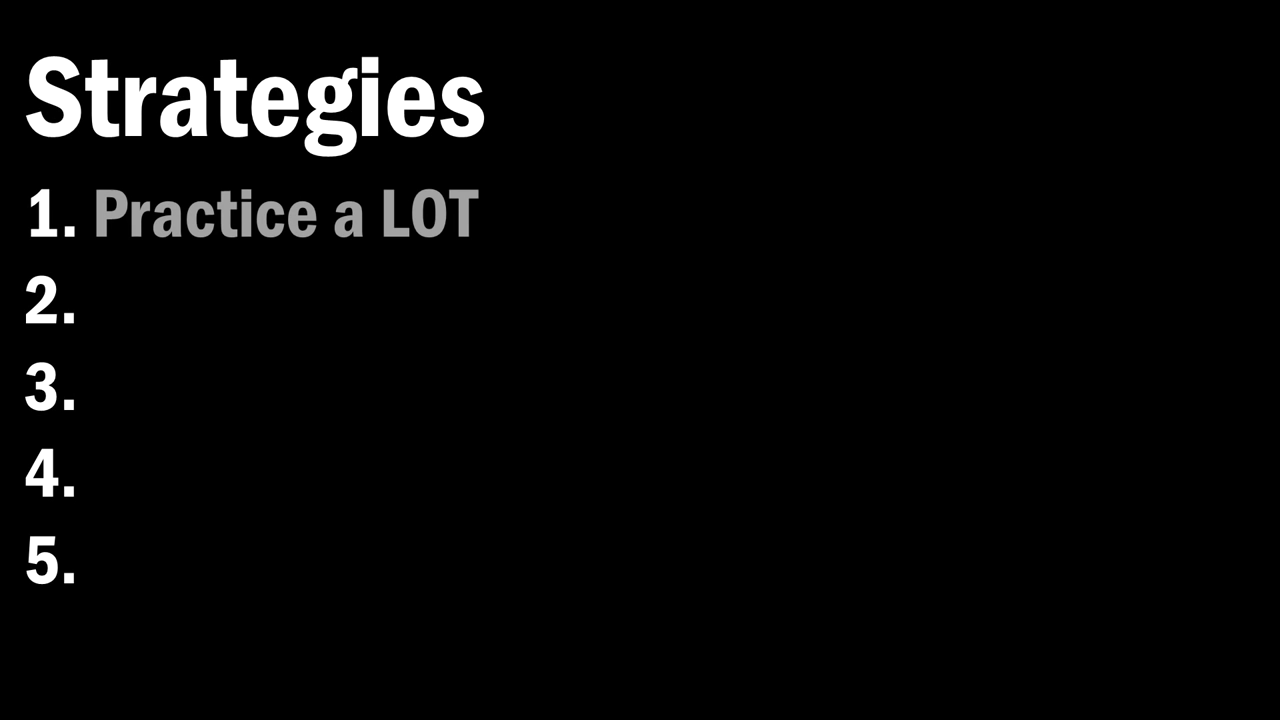 Strategies
1. Practice a LOT
2.
3.
4.
5.